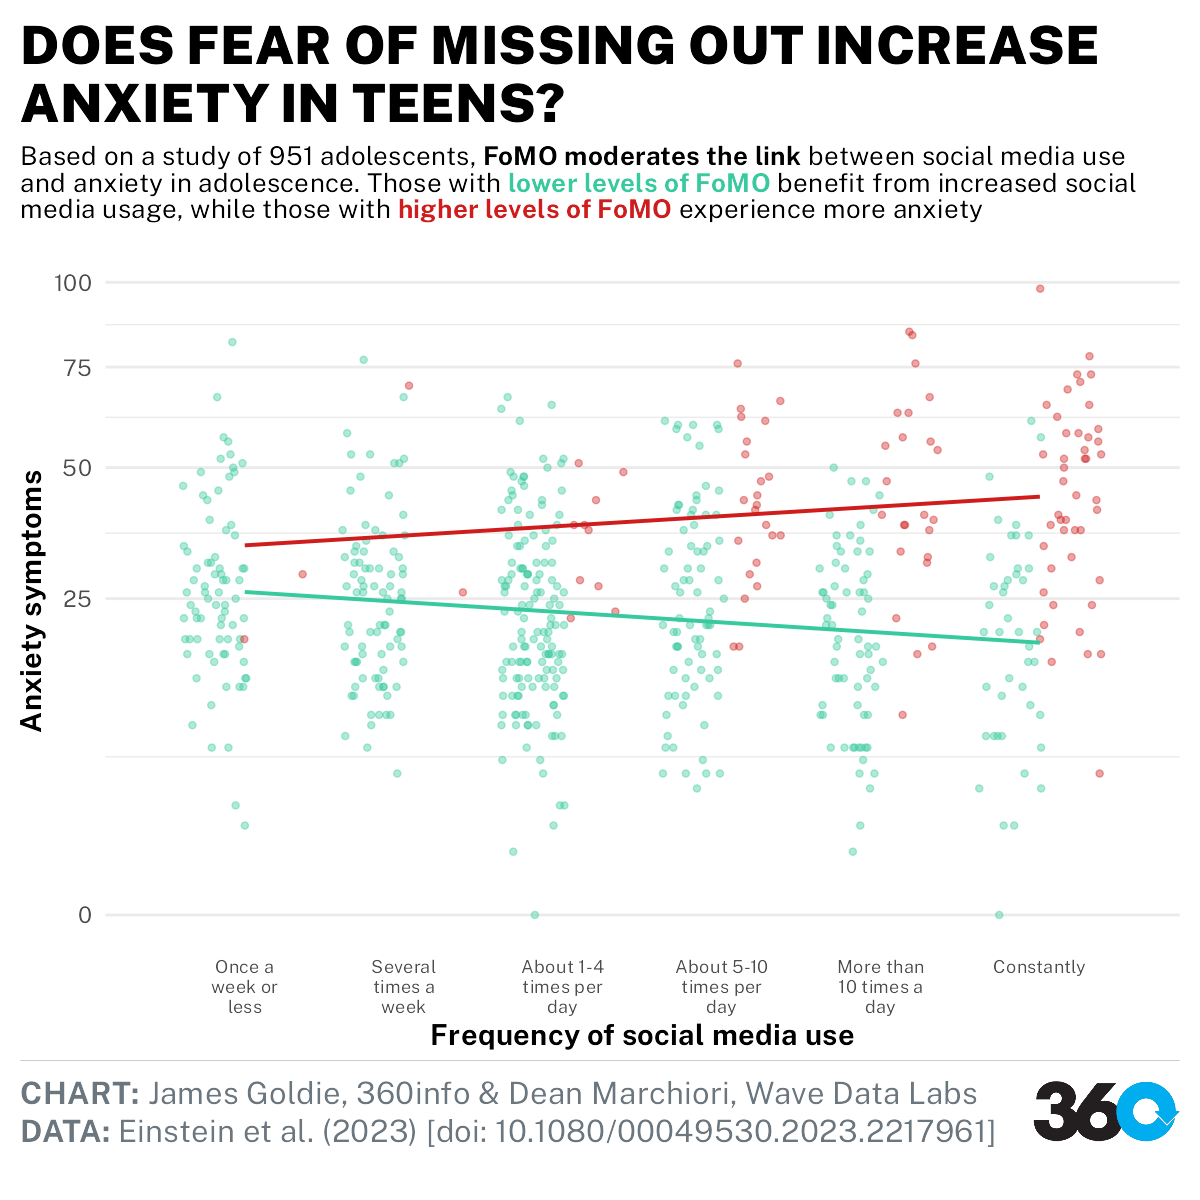 DOES FEAR OF MISSING OUT INCREASE
ANXIETY IN TEENS?
Based on a study of 951 adolescents, FoMO moderates the link between social media use
and anxiety in adolescence. Those with lower levels of FoMO benefit from increased social
media usage, while those with higher levels of FoMO experience more anxiety
100
75
50
25
0
Anxiety symptoms
Once a
week or
less
Several
times a
week
About 1-4
times per
day
About 5-10
times per
day
More than
10 times a
day
Constantly
Frequency of social media use
CHART: James Goldie, 360info & Dean Marchiori, Wave Data Labs
DATA: Einstein et al. (2023) [doi: 10.1080/00049530.2023.2217961]
360